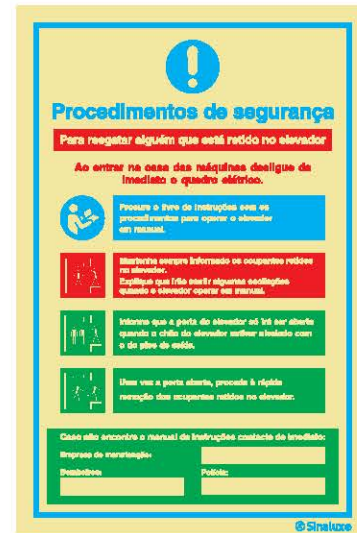 Procedimentos de segurança
Para resgatar alguém que está retido no elevador
Ao entrar na casa das máquinas desligue de
imediato o quadro elétrico.
Procure o livro de instruções com os
procedimentos para operar o elevador
em manual.
Mantenha sempre informado os ocupantes retidos
no elevador.
Explique que irão sentir algumas oscilações
quando o elevador operar em manual.
Informe que a porta do elevador só irá ser aberta
quando o chão do elevador estiver nivelado com
o do piso de saída.
Uma vez a porta aberta, proceda à rápida
remoção dos ocupantes retidos no elevador.
Caso não encontre o manual de instruções contacte de imediato:
Empresa de manutenção:
Bombeiros:
Polícia:
Sinaluxe